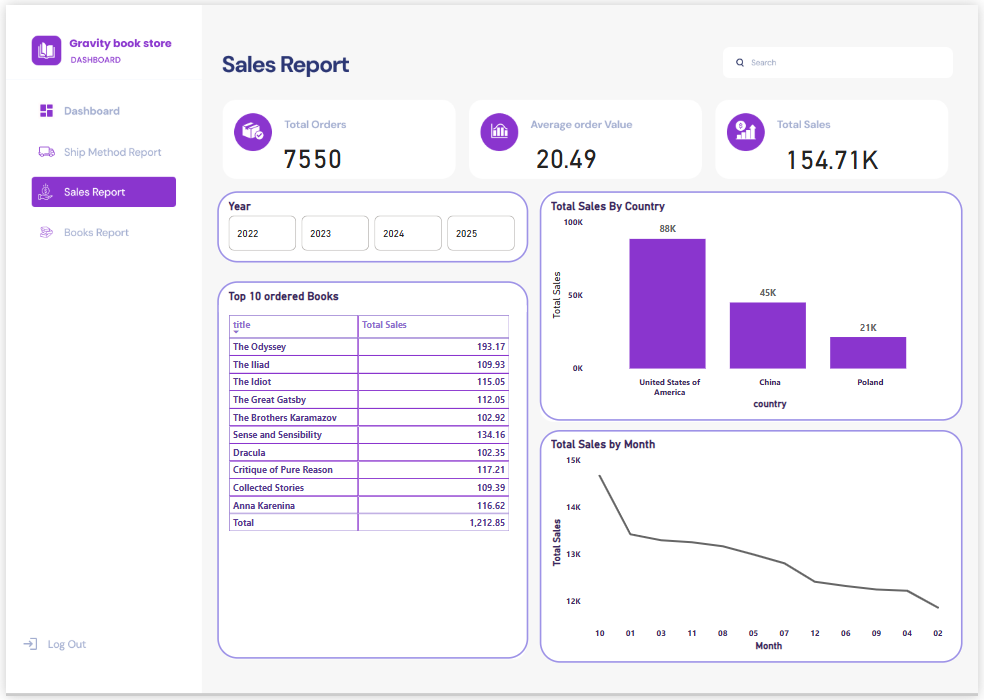 Gravity book store
DASHBOARD
Dashboard
Ship Method Report
Sales Report
Books Report
Log Out
Sales Report
Search
Total Orders
7550
Average order Value
20.49
Total Sales
154.71K
Year
2022 2023 2024 2025
Top 10 ordered Books
title Total Sales
The Odyssey 193.17
The Iliad 109.93
The Idiot 115.05
The Great Gatsby 112.05
The Brothers Karamazov 102.92
Sense and Sensibility 134.16
Dracula 102.35
Critique of Pure Reason 117.21
Collected Stories 109.39
Anna Karenina 116.62
Total 1,212.85
Total Sales By Country
100K
50K
0K
Total Sales
88K
45K
21K
United States of
America
China
Poland
country
Total Sales by Month
15K
14K
13K
12K
Total Sales
10 01 03 11 08 05 07 12 06 09 04 02
Month